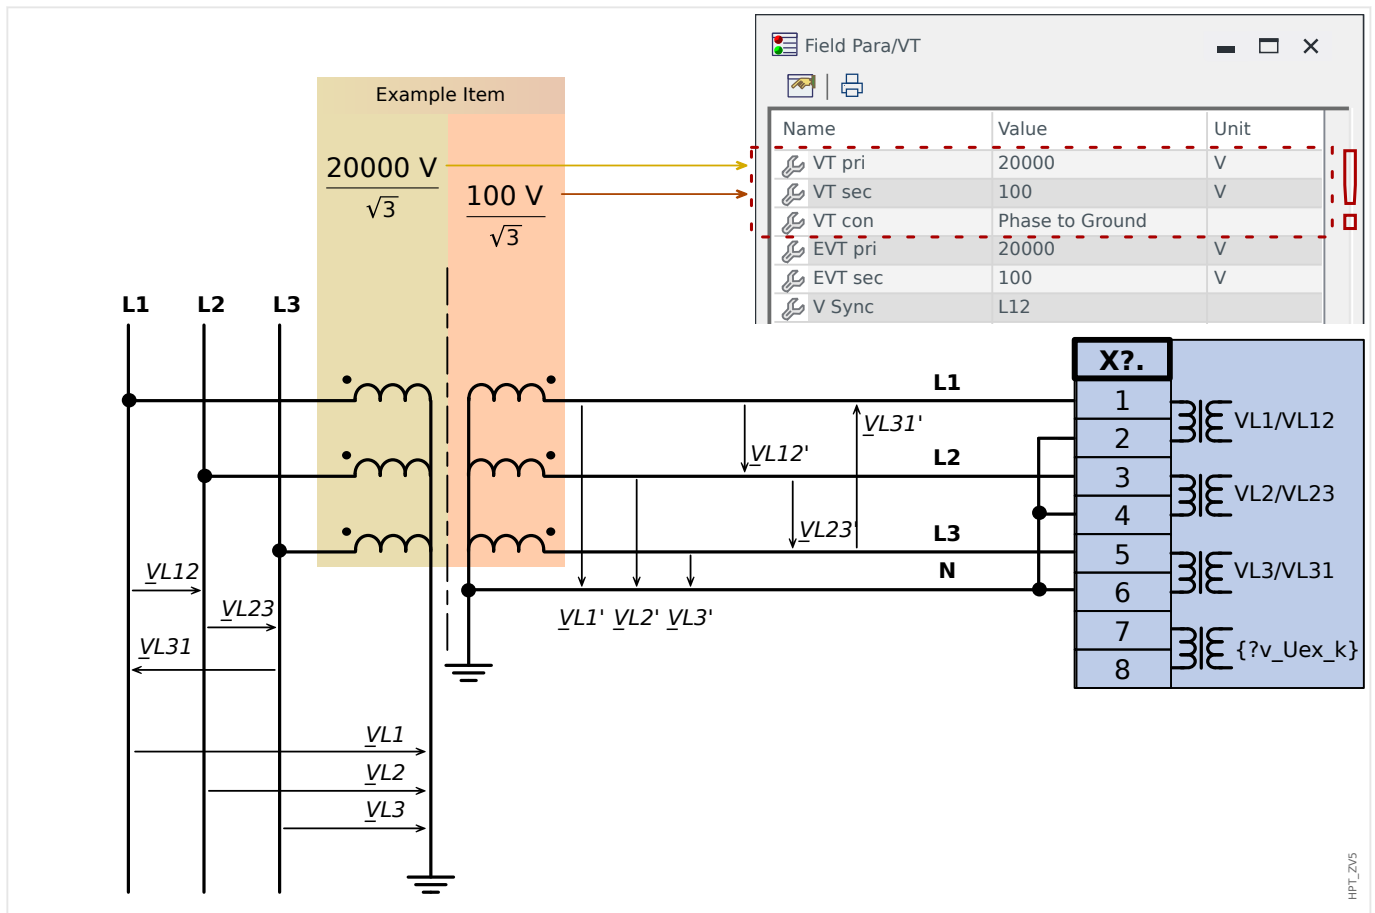 Field Para/VT
Name Value Unit
VT pri 20000 V
VT sec 100 V
VT con Phase to Ground
EVT pri 20000 V
EVT sec 100 V
V Sync L12
Example Item
20000 V
√3
100 V
√3
L1 L2 L3
X?.
L1
1
VL31'
VL1/VL12
2
VL12'
L2
3
VL2/VL23
4
VL23'
L3
5
N
VL3/VL31
6
VL12
VL23
VL1' VL2' VL3'
7
VL31
{?v_Uex_k}
8
VL1
VL2
VL3
HPT_ZV5